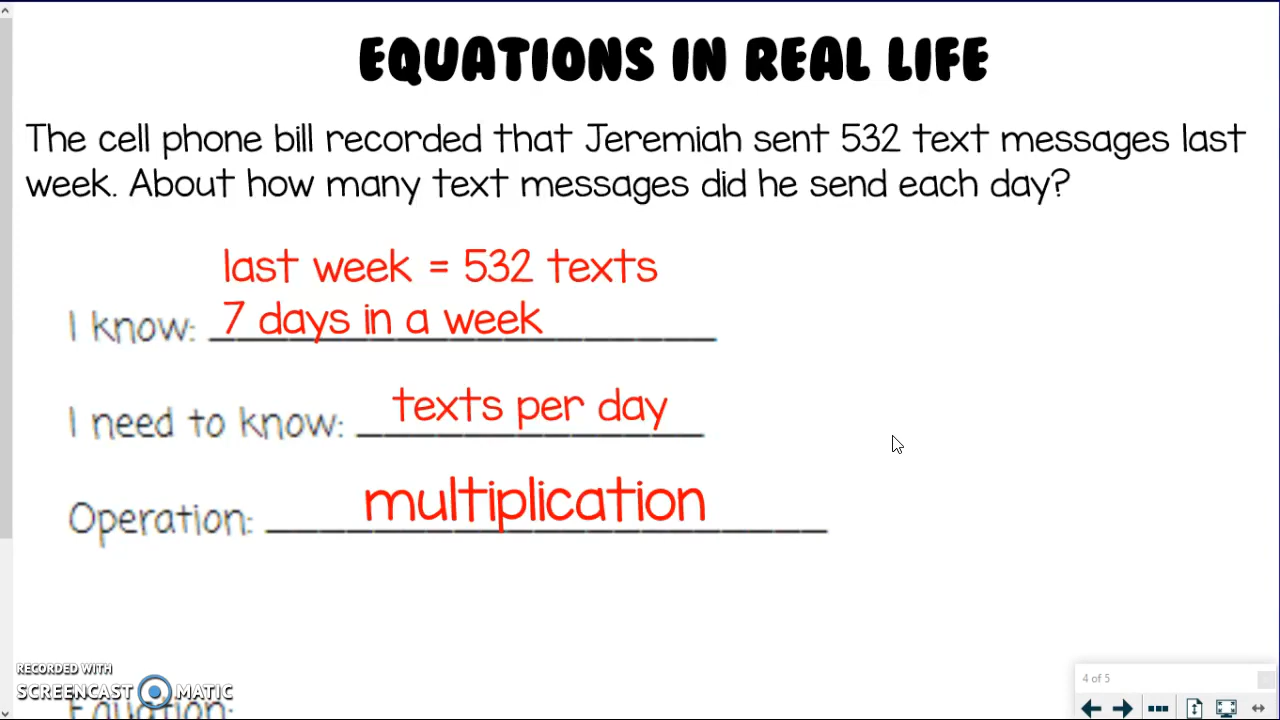 EQUATIONS IN REAL LIFE
The cell phone bill recorded that Jeremiah sent 532 text messages last
week. About how many text messages did he send each day?
last week = 532 texts
I know: 7 days in a week
I need to know: texts per day
Operation: multiplication
RECORDED WITH
SCREENCAST MATIC
Equation:
4 of 5